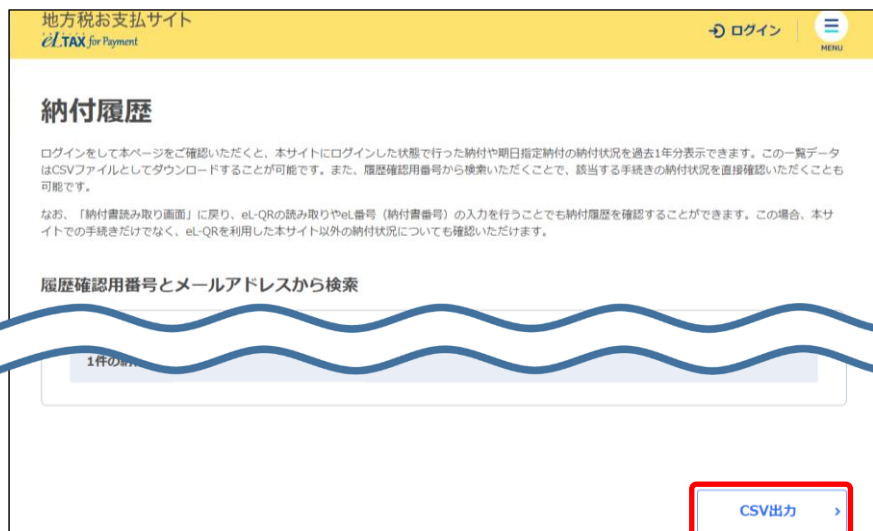 地方税お支払サイト
eLTAX for Payment
ログイン
MENU
納付履歴
ログインをして本ページをご確認いただくと、本サイトにログインした状態で行った納付や期日指定納付の納付状況を過去1年分表示できます。この一覧データ
はCSVファイルとしてダウンロードすることが可能です。また、履歴確認用番号から検索いただくことで、該当する手続きの納付状況を直接確認いただくことも
可能です。
なお、「納付書読み取り画面」に戻り、eL-QRの読み取りやeL番号（納付書番号）の入力を行うことでも納付履歴を確認することができます。この場合、本サ
イトでの手続きだけでなく、eL-QRを利用した本サイト以外の納付状況についても確認いただけます。
履歴確認用番号とメールアドレスから検索
1件の
CSV出力